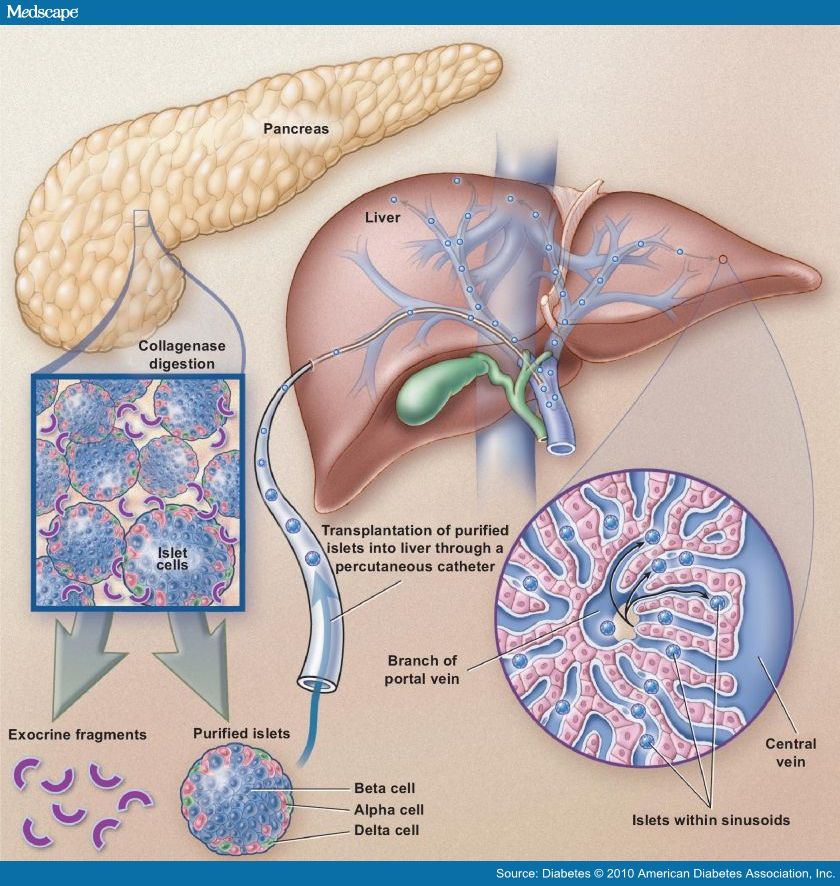 Medscape
Pancreas
Liver
Collagenase
digestion
Islet
cells
Transplantation of purified
islets into liver through a
percutaneous catheter
Branch of
portal vein
Exocrine fragments
Purified islets
Central
vein
Beta cell
Alpha cell
Delta cell
Islets within sinusoids
Source: Diabetes © 2010 American Diabetes Association, Inc.